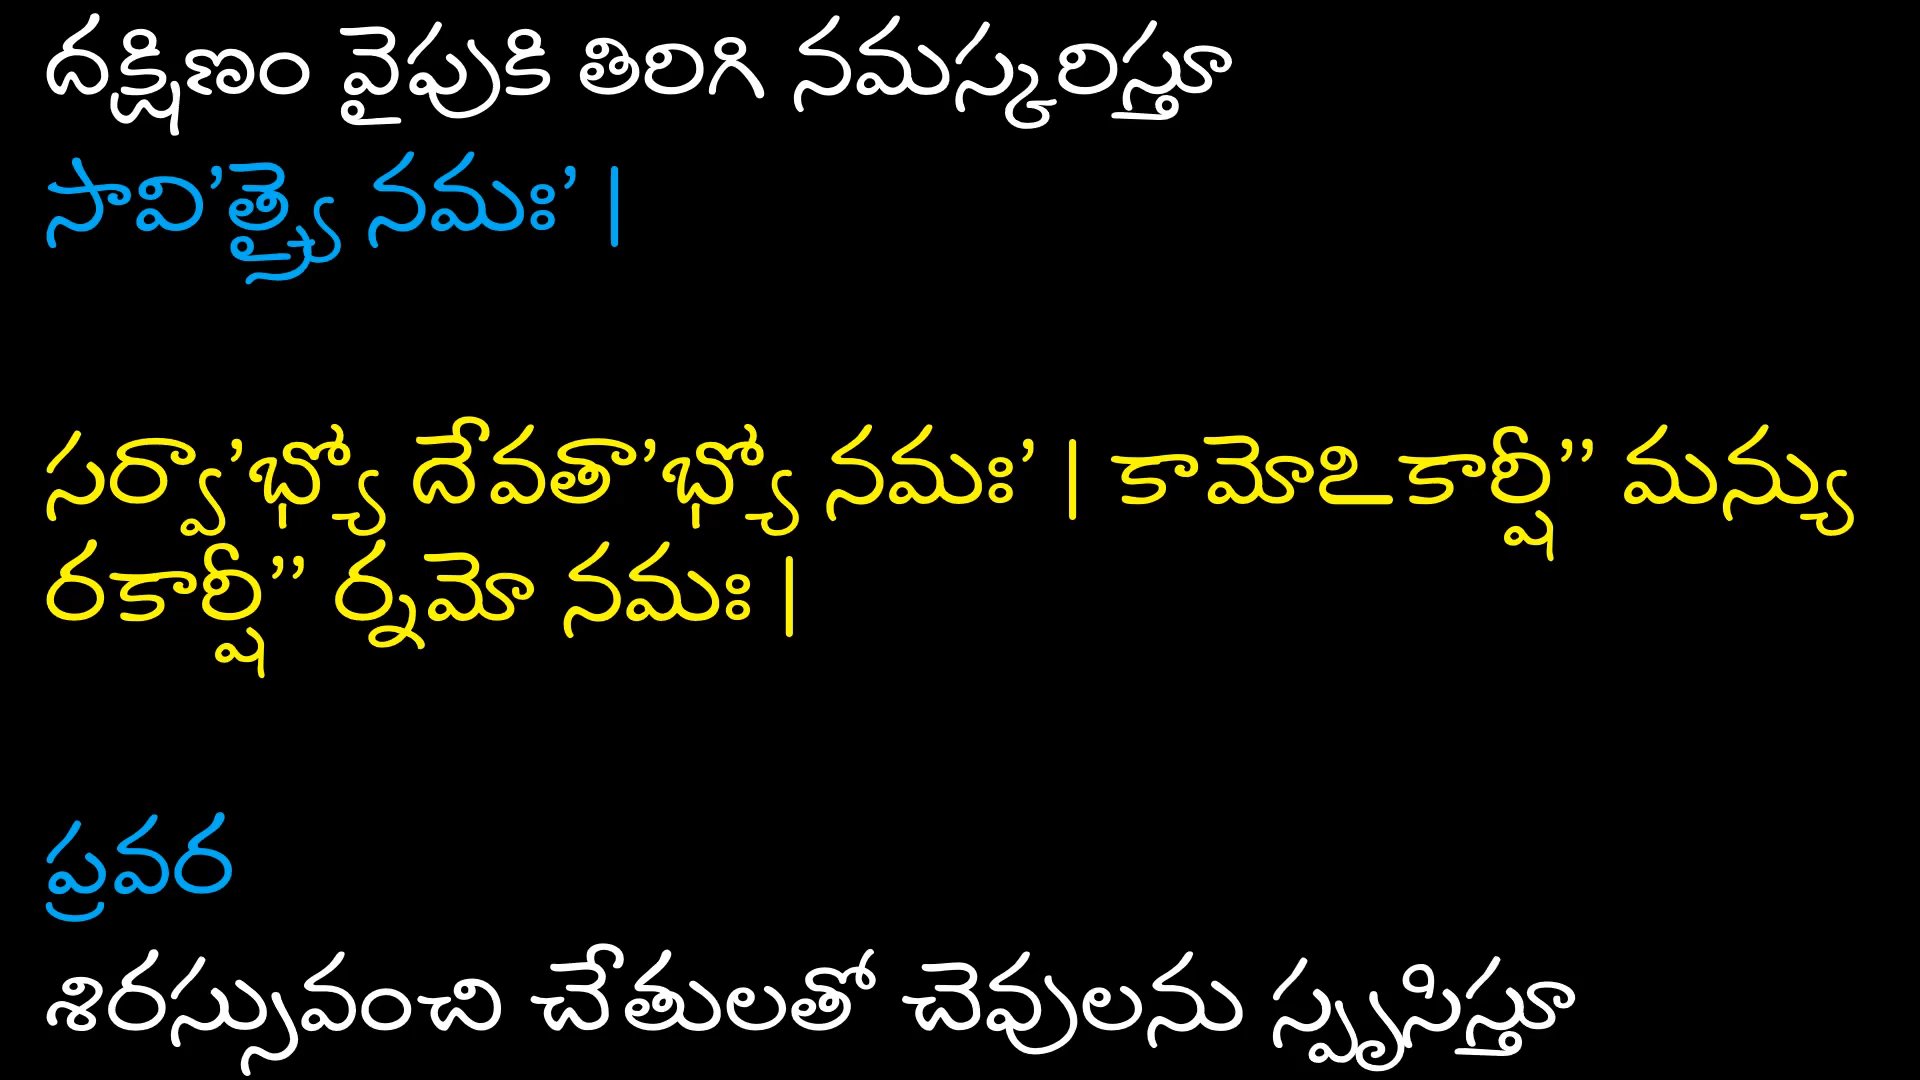 దక్షిణం వైపుకి తిరిగి నమస్కరిస్తూ
సావి’త్ర్యై నమః’ |
సర్వా’భ్యో దేవతా’భ్యో నమః’ | కామోఽకార్షీ’’ మన్యు
రకార్షీ’’ ర్నమో నమః |
ప్రవర
శిరస్సువంచి చేతులతో చెవులను స్పృసిస్తూ